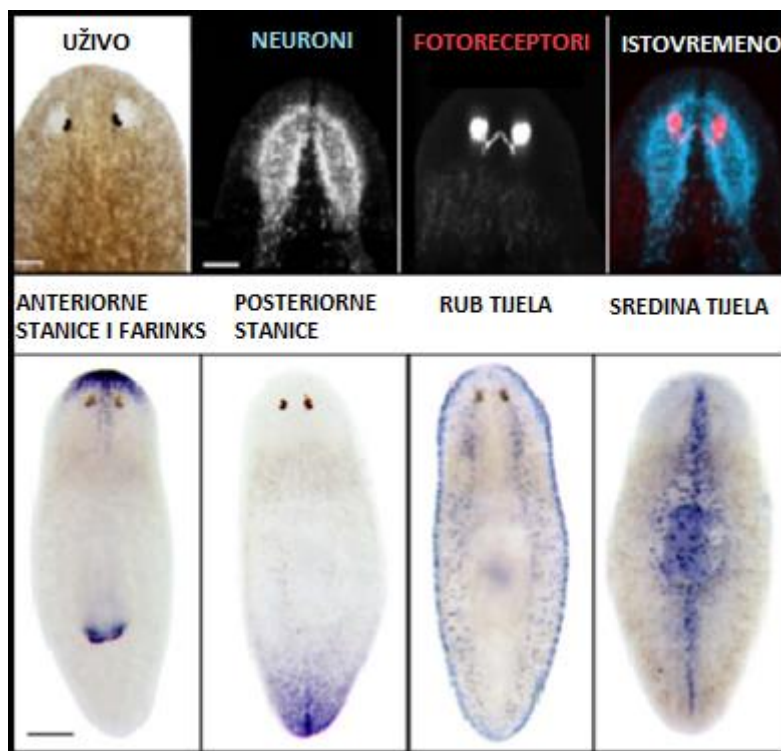 UŽIVO
NEURONI
FOTORECEPTORI
ISTOVREMENO
ANTERIORNE
STANICE I FARINKS
POSTERIORNE
STANICE
RUB TIJELA
SREDINA TIJELA